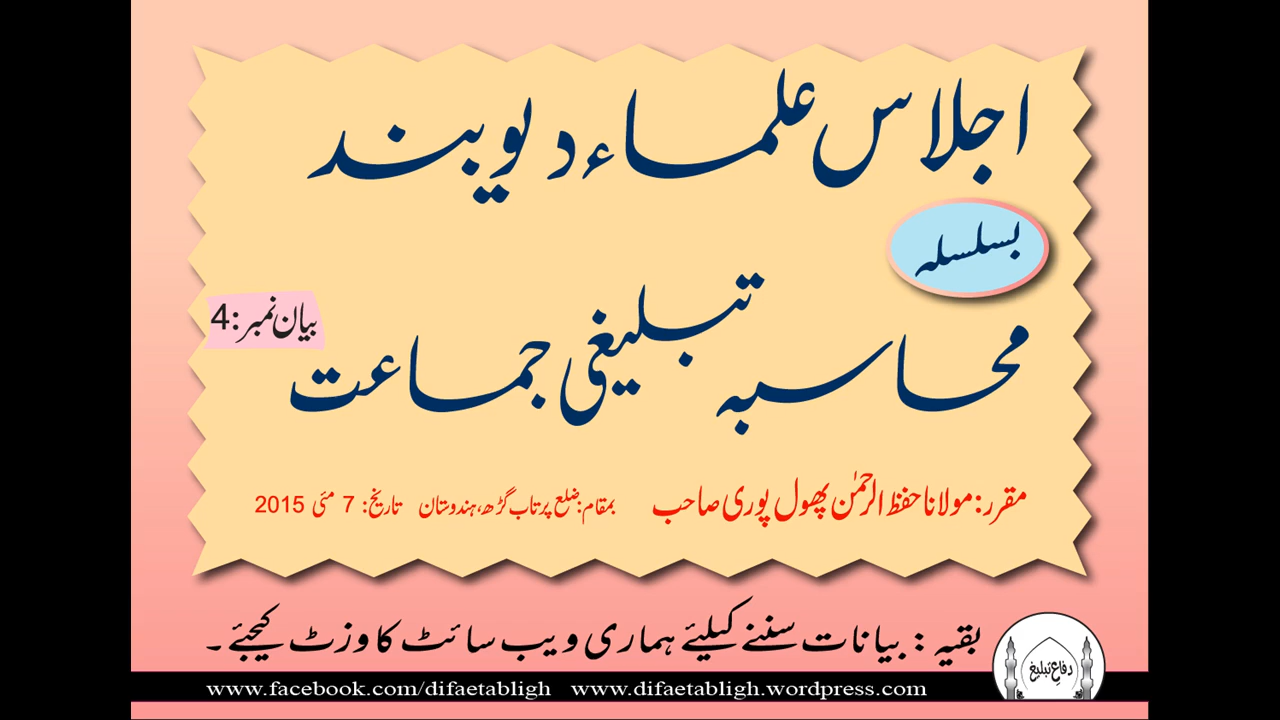 اجلاس علماء دیوبند
بسلسلہ
محاسبہ تبلیغی جماعت
بیان نمبر: 4
مقرر: مولانا حفظ الرحمٰن پھول پوری صاحب بمقام: ضلع پرتاب گڑھ، ہندوستان تاریخ: 7 مئی 2015
بقیہ : بیانات سننے کیلئے ہماری ویب سائٹ کا وزٹ کیجئے ۔
دفاع تبلیغ
www.facebook.com/difaetabligh www.difaetabligh.wordpress.com